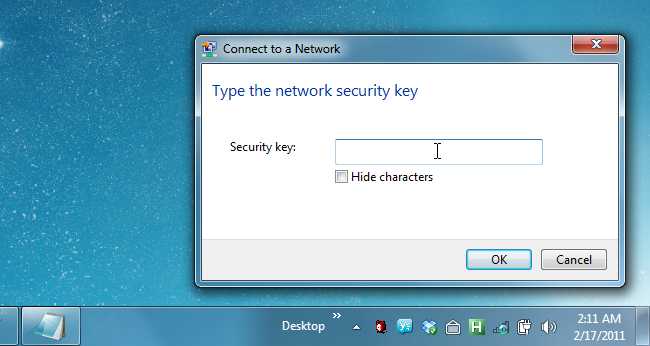 Connect to a Network
Type the network security key
Security key:
Hide characters
OK Cancel
Desktop » 2:11 AM
2/17/2011